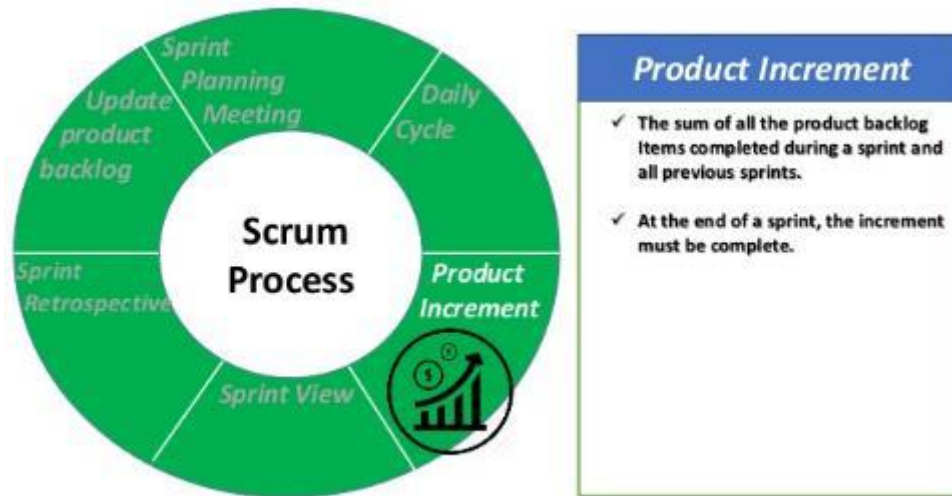 Sprint
Planning
Meeting
Daily
Cycle
Update
product
backlog
Scrum
Process
Sprint
Retrospective
Product
Increment
Sprint View
Product Increment
✓ The sum of all the product backlog
Items completed during a sprint and
all previous sprints.
✓ At the end of a sprint, the increment
must be complete.